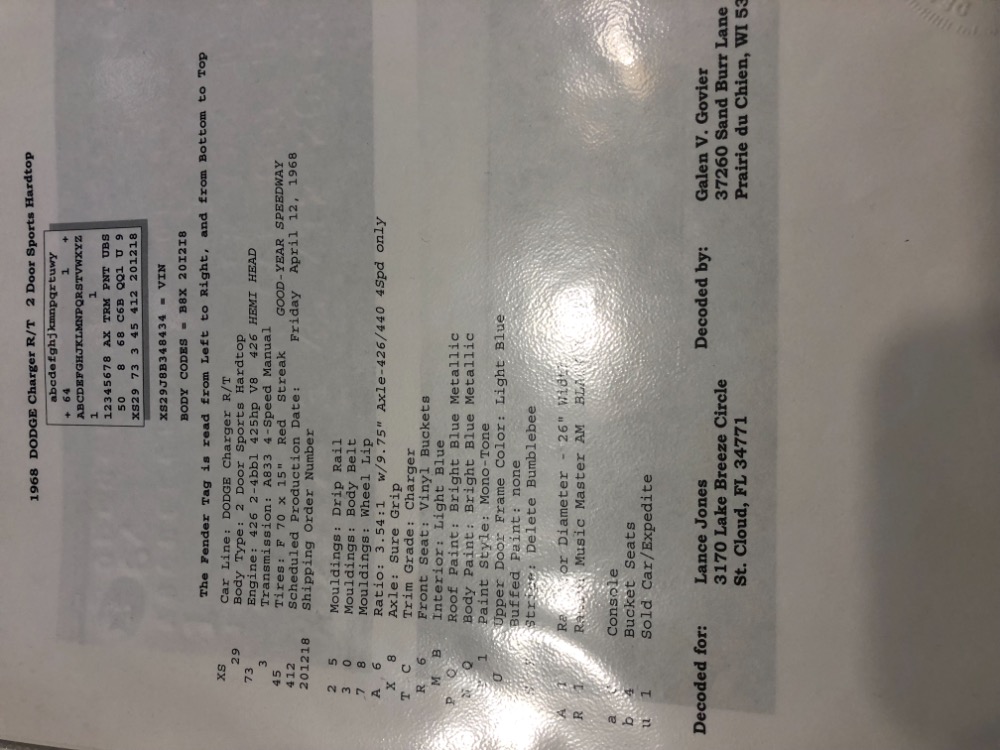 1968 DODGE Charger R/T 2 Door Sports Hardtop
abcdefghjkmnpqrtuwy
+ 64 1 +
ABCDEFGHJKLMNPQRSTVWXYZ
1 1
12345678 AX TRM PNT UBS
50 8 68 C6B QQ1 U 9
XS29 73 3 45 412 201218
XS29J8B348434 = VIN
BODY CODES = B8X 201218
The Fender Tag is read from Left to Right, and from Bottom to Top
XS Car Line: DODGE Charger R/T
29 Body Type: 2 Door Sports Hardtop
73 Engine: 426 2-4bbl 425hp V8 426 HEMI HEAD
3 Transmission: A833 4-Speed Manual
45 Tires: F 70 x 15" Red Streak GOOD-YEAR SPEEDWAY
412 Scheduled Production Date: Friday April 12, 1968
201218 Shipping Order Number
2 5 Mouldings: Drip Rail
3 0 Mouldings: Body Belt
7 8 Mouldings: Wheel Lip
A 6 Ratio: 3.54:1 w/9.75" Axle-426/440 4Spd only
X 8 Axle: Sure Grip
T C Trim Grade: Charger
R 6 Front Seat: Vinyl Buckets
M B Interior: Light Blue
P Q Roof Paint: Bright Blue Metallic
N Q Body Paint: Bright Blue Metallic
1 Paint Style: Mono-Tone
U Upper Door Frame Color: Light Blue
Buffed Paint: none
Stripe: Delete Bumblebee
A 1 Diameter - 26" Width
R 1 Music Master AM
a Console
b 4 Bucket Seats
u 1 Sold Car/Expedite
Decoded for: Lance Jones
3170 Lake Breeze Circle
St. Cloud, FL 34771
Decoded by: Galen V. Govier
37260 Sand Burr Lane
Prairie du Chien, WI 53